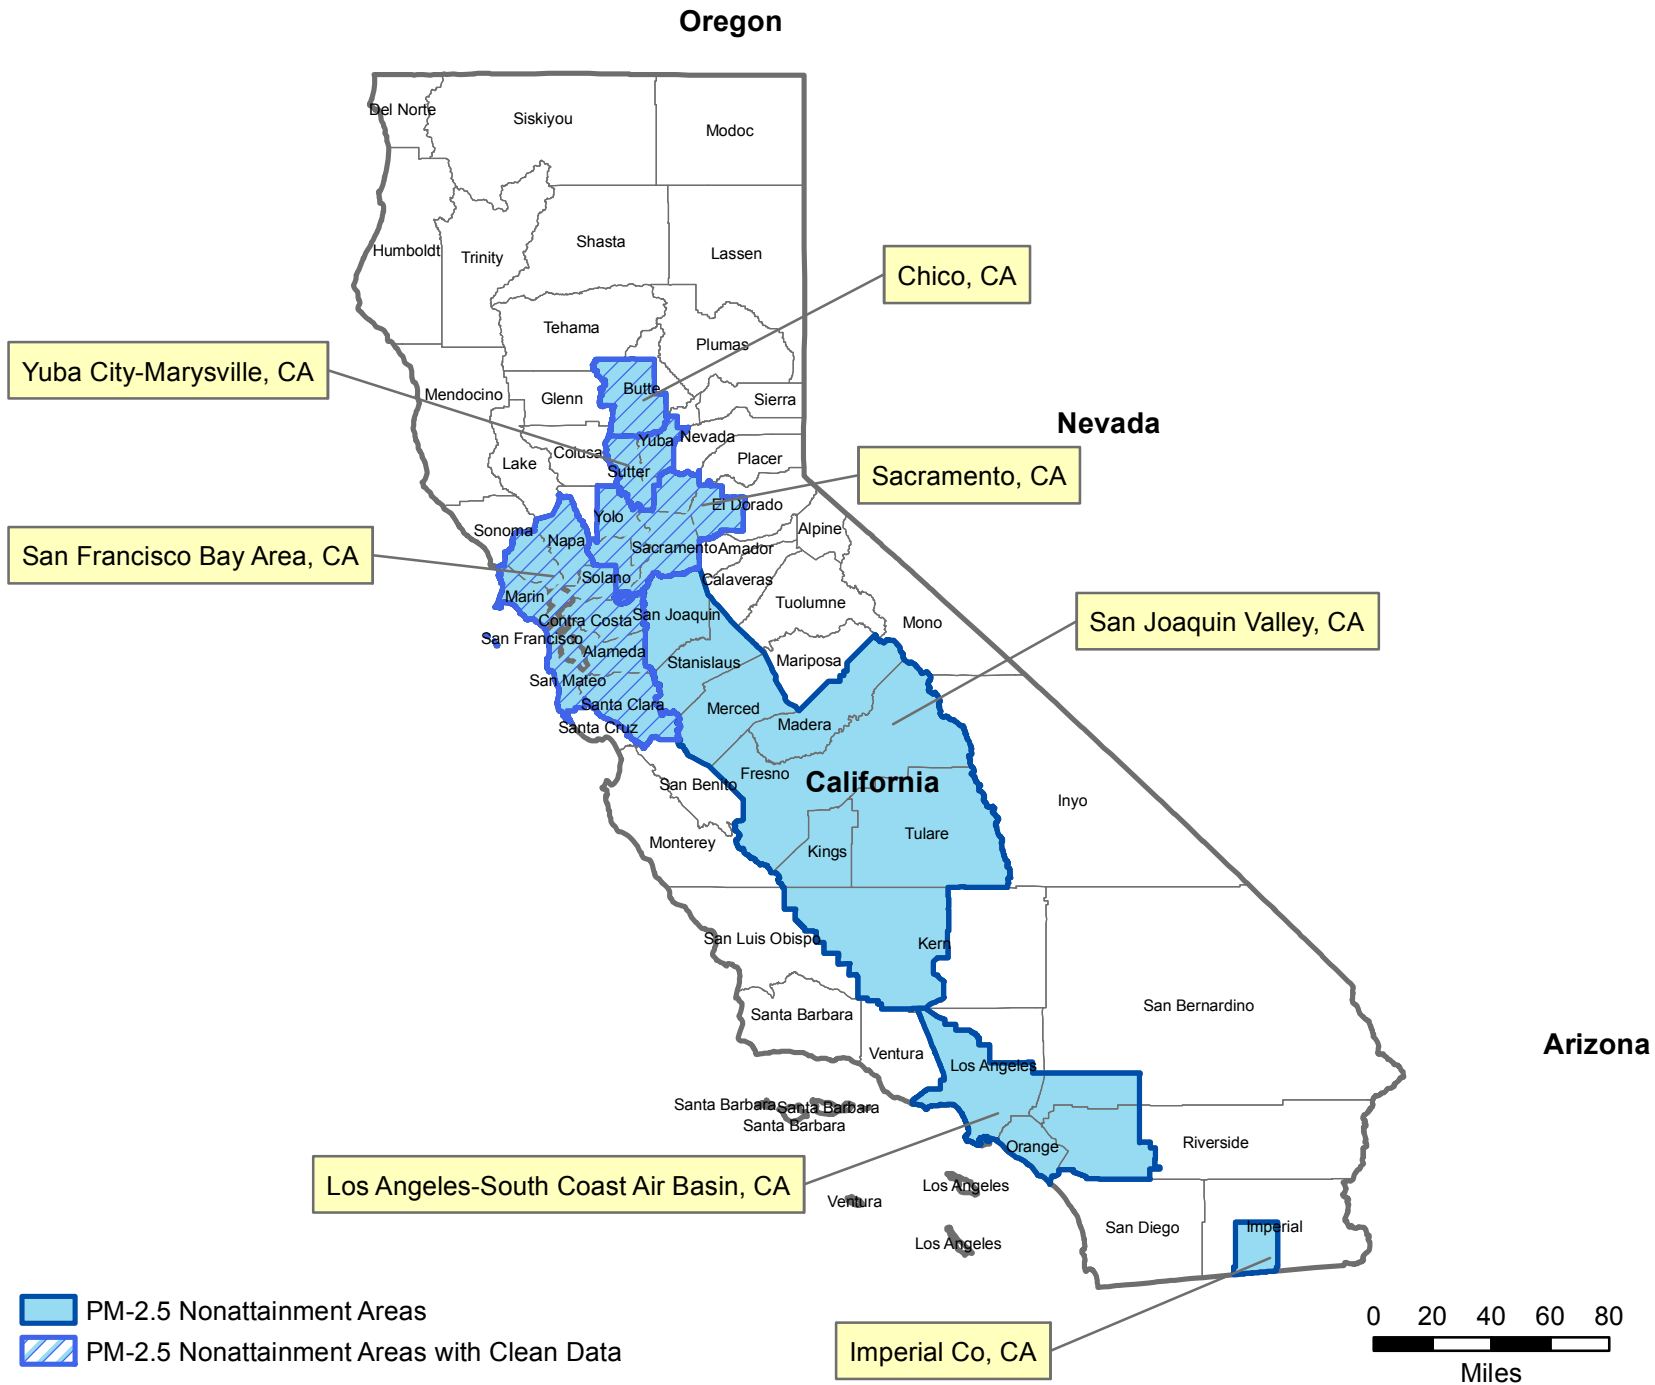 Oregon
Del Norte
Siskiyou
Modoc
Humboldt
Trinity
Shasta
Lassen
Chico, CA
Tehama
Plumas
Yuba City-Marysville, CA
Mendocino
Glenn
Butte
Sierra
Nevada
Yuba
Nevada
Colusa
Placer
Lake
Sutter
Sacramento, CA
El Dorado
Yolo
Sonoma
Napa
Alpine
San Francisco Bay Area, CA
Sacramento
Amador
Solano
Calaveras
Marin
Tuolumne
Contra Costa
San Joaquin
Mono
San Joaquin Valley, CA
San Francisco
Alameda
Stanislaus
Mariposa
San Mateo
Santa Clara
Merced
Santa Cruz
Madera
Fresno
California
San Benito
Inyo
Monterey
Kings
Tulare
San Luis Obispo
Kern
Santa Barbara
San Bernardino
Arizona
Ventura
Los Angeles
Santa Barbara
Santa Barbara
Santa Barbara
Orange
Riverside
Los Angeles-South Coast Air Basin, CA
Los Angeles
Ventura
San Diego
Imperial
Los Angeles
PM-2.5 Nonattainment Areas
PM-2.5 Nonattainment Areas with Clean Data
Imperial Co, CA
0 20 40 60 80
Miles